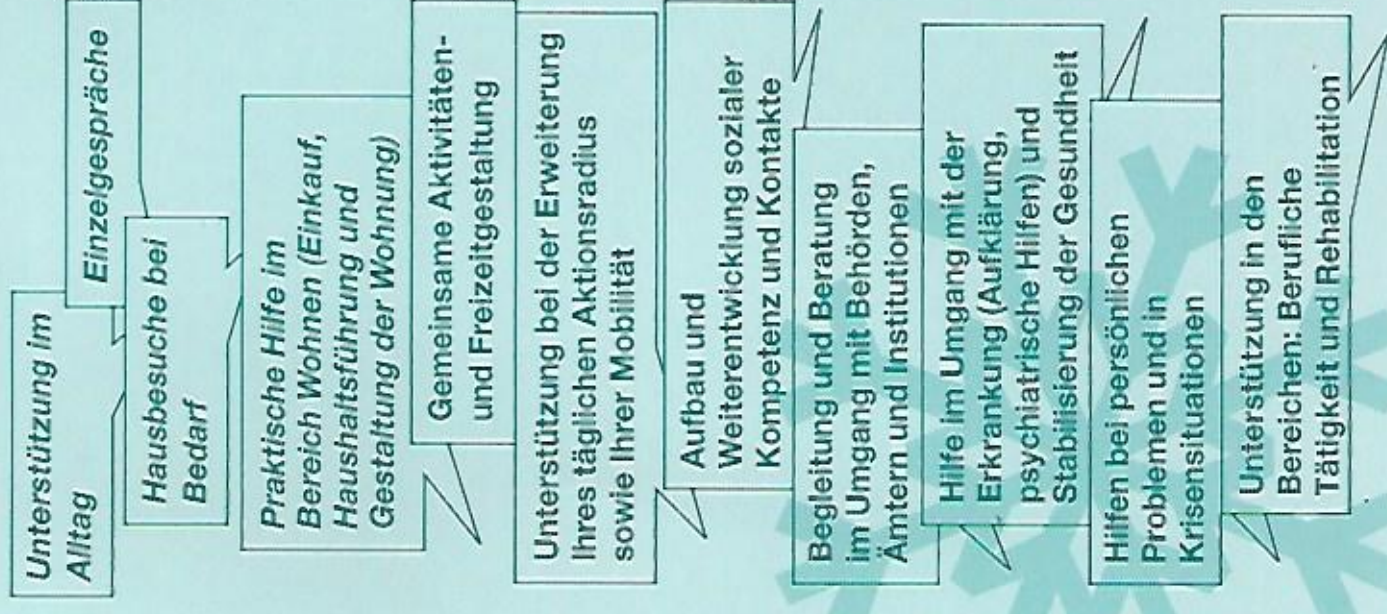 Unterstützung im
Alltag
Einzelgespräche
Hausbesuche bei
Bedarf
Praktische Hilfe im
Bereich Wohnen (Einkauf,
Haushaltsführung und
Gestaltung der Wohnung)
Gemeinsame Aktivitäten-
und Freizeitgestaltung
Unterstützung bei der Erweiterung
Ihres täglichen Aktionsradius
sowie Ihrer Mobilität
Aufbau und
Weiterentwicklung sozialer
Kompetenz und Kontakte
Begleitung und Beratung
im Umgang mit Behörden,
Ämtern und Institutionen
Hilfe im Umgang mit der
Erkrankung (Aufklärung,
psychiatrische Hilfen) und
Stabilisierung der Gesundheit
Hilfen bei persönlichen
Problemen und in
Krisensituationen
Unterstützung in den
Bereichen: Berufliche
Tätigkeit und Rehabilitation